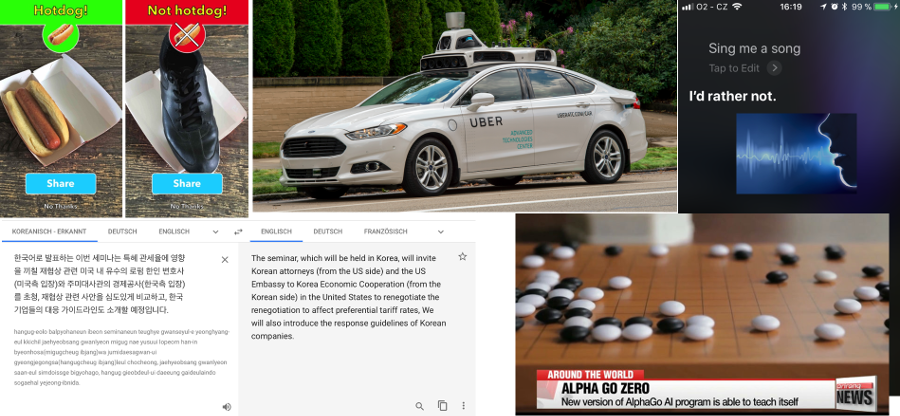 Hotdog!
Share
No Thanks
Not hotdog!
Share
No Thanks
UBER
ADVANCED
TECHNOLOGIES
CENTER
UBERATC.COM/CAR
O2 - CZ 16:19 99 %
Sing me a song
Tap to Edit
I'd rather not.
KOREANISCH - ERKANNT DEUTSCH ENGLISCH
한국어로 발표하는 이번 세미나는 특혜 관세율에 영향
을 끼칠 재협상 관련 미국 내 유수의 로펌 한인 변호사
(미국측 입장)와 주미대사관의 경제공사(한국측 입장)
를 초청, 재협상 관련 사안을 심도있게 비교하고, 한국
기업들의 대응 가이드라인도 소개할 예정입니다.
hangug-eolo balpyohaneun ibeon seminaneun teughye gwanseyul-e yeonghyang-
eul kkichil jaehyeobsang gwanlyeon migug nae yusuui lopeom han-in
byeonhosa(migugcheug ibjang)wa jumidaesagwan-ui
gyeongjegongsa(hangugcheug ibjang)leul chocheong, jaehyeobsang gwanlyeon
saan-eul simdoissge bigyohago, hangug gieobdeul-ui daeeung gaideulaindo
sogaehal yejeong-ibnida.
ENGLISCH DEUTSCH FRANZÖSISCH
The seminar, which will be held in Korea, will invite
Korean attorneys (from the US side) and the US
Embassy to Korea Economic Cooperation (from the
Korean side) in the United States to renegotiate the
renegotiation to affect preferential tariff rates, We
will also introduce the response guidelines of Korean
companies.
AROUND THE WORLD
ALPHA GO ZERO
New version of AlphaGo AI program is able to teach itself
arirang
NEWS